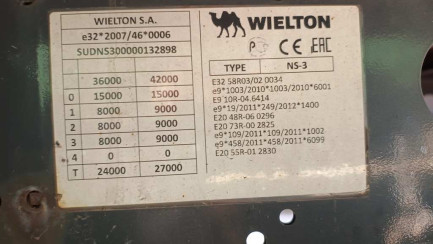 WIELTON S.A.
e32*2007/46*0006
SUDNS300000132898
36000 42000
0 15000 15000
1 8000 9000
2 8000 9000
3 8000 9000
4 0 0
T 24000 27000
WIELTON
CE EAC
TYPE NS-3
E32 58R03/02 0034
e9*1003/2010*1003/2010*6001
E9 10R-04.6414
e9*19/2011*249/2012*1400
E20 48R-06 0296
E20 73R-00 2825
e9*109/2011*109/2011*1002
e9*458/2011*458/2011*6099
E20 55R-01 2830